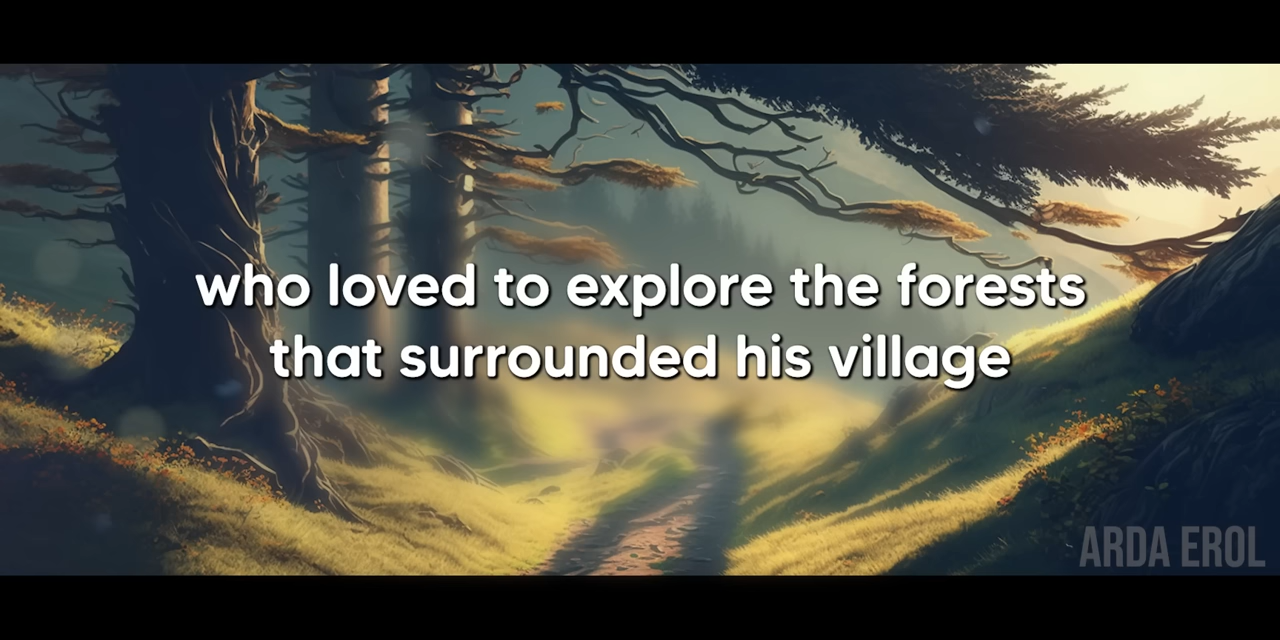 who loved to explore the forests
that surrounded his village
ARDA EROL